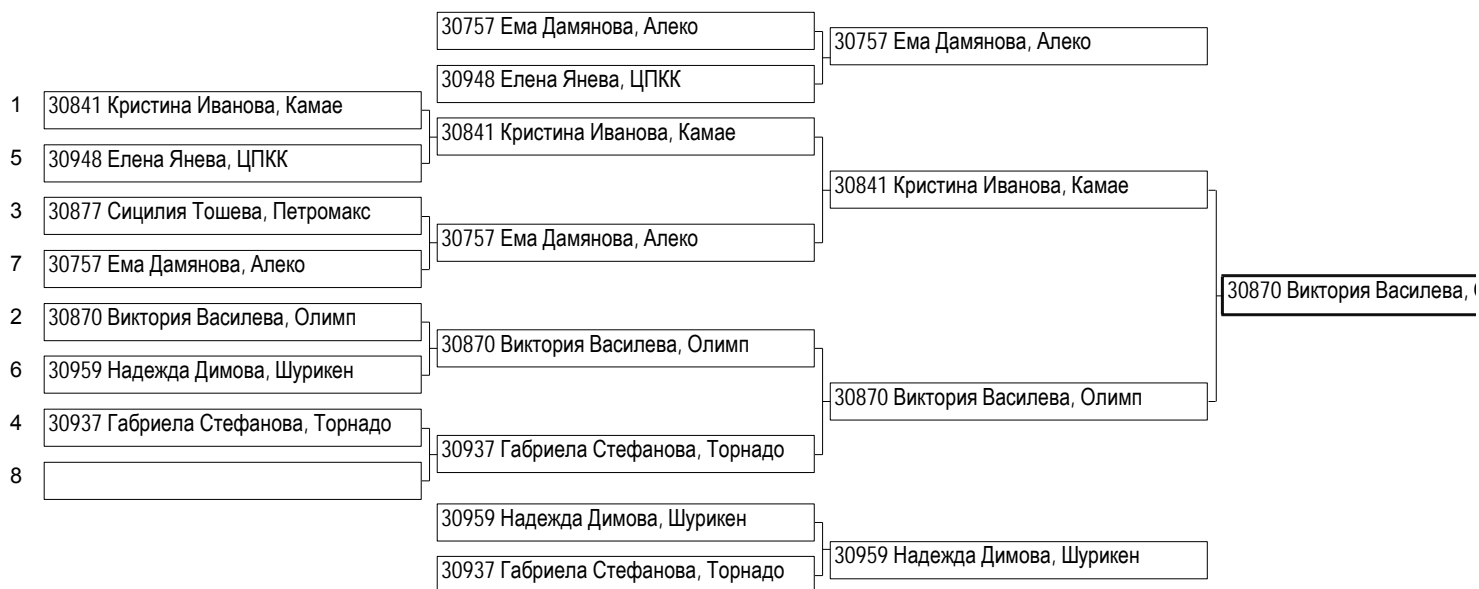 30757 Ема Дамянова, Алеко
30757 Ема Дамянова, Алеко
30948 Елена Янева, ЦПКК
1 30841 Кристина Иванова, Камае
30841 Кристина Иванова, Камае
5 30948 Елена Янева, ЦПКК
30841 Кристина Иванова, Камае
3 30877 Сицилия Тошева, Петромакс
30757 Ема Дамянова, Алеко
7 30757 Ема Дамянова, Алеко
30870 Виктория Василева,
2 30870 Виктория Василева, Олимп
30870 Виктория Василева, Олимп
6 30959 Надежда Димова, Шурикен
30870 Виктория Василева, Олимп
4 30937 Габриела Стефанова, Торнадо
30937 Габриела Стефанова, Торнадо
8
30959 Надежда Димова, Шурикен
30959 Надежда Димова, Шурикен
30937 Габриела Стефанова, Торнадо